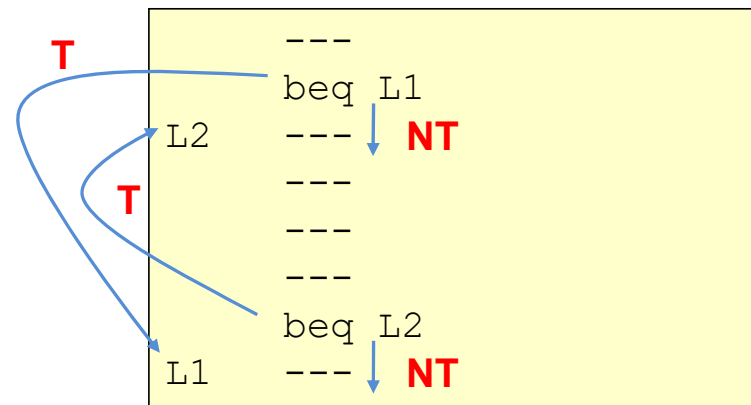 ---
T
beq L1
L2 --- NT
---
T
---
---
beq L2
L1 --- NT